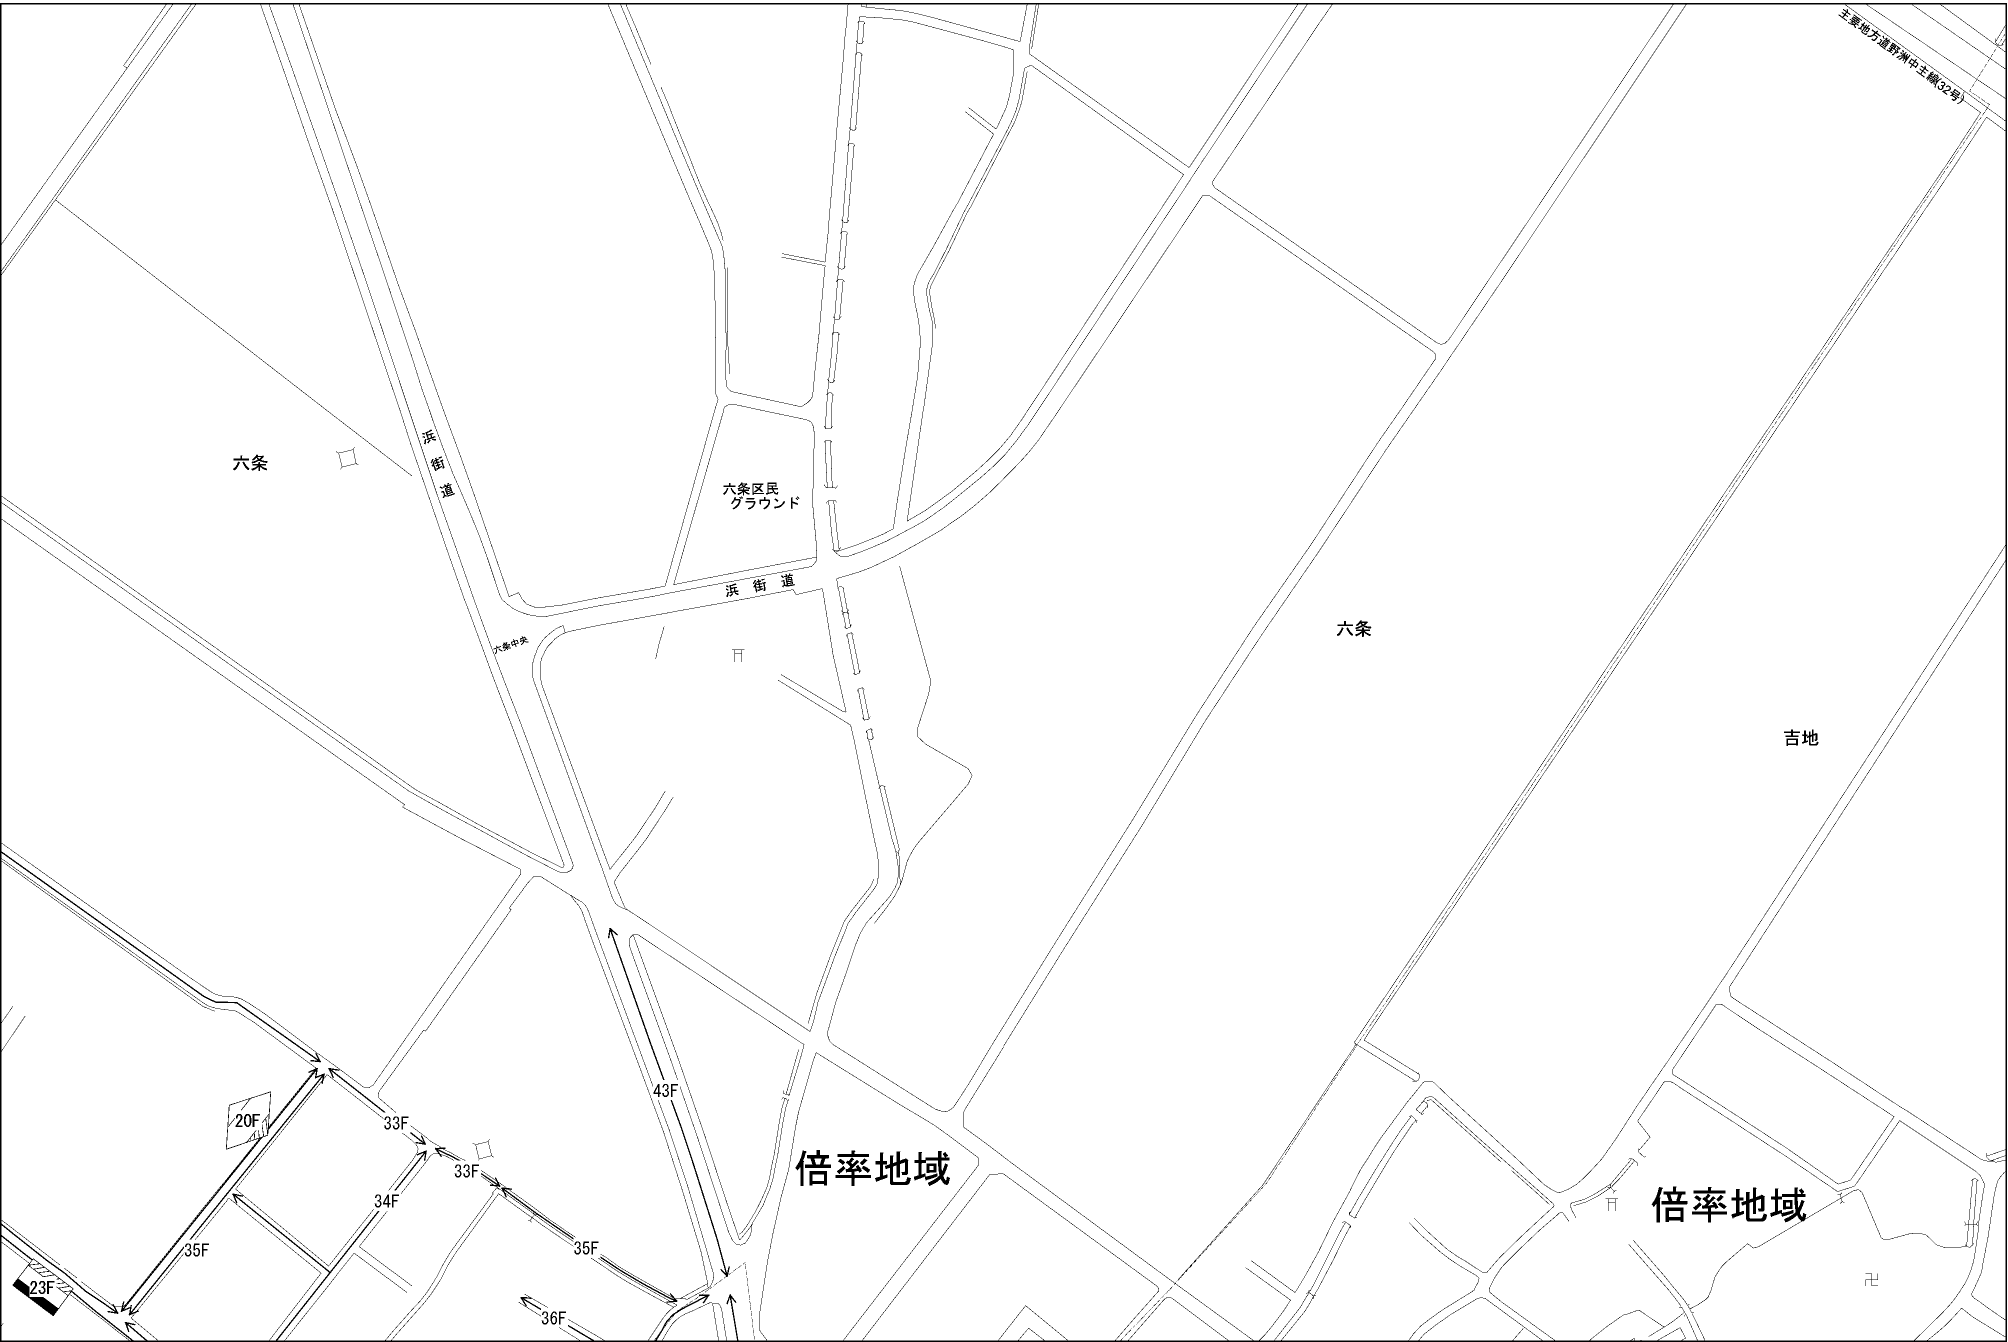 主要地方道野洲中主線(32号)
浜街道
六条
六条区民
グラウンド
浜街道
六条中央
六条
吉地
43F
20F
33F
33F
倍率地域
34F
倍率地域
35F
35F
23F
36F